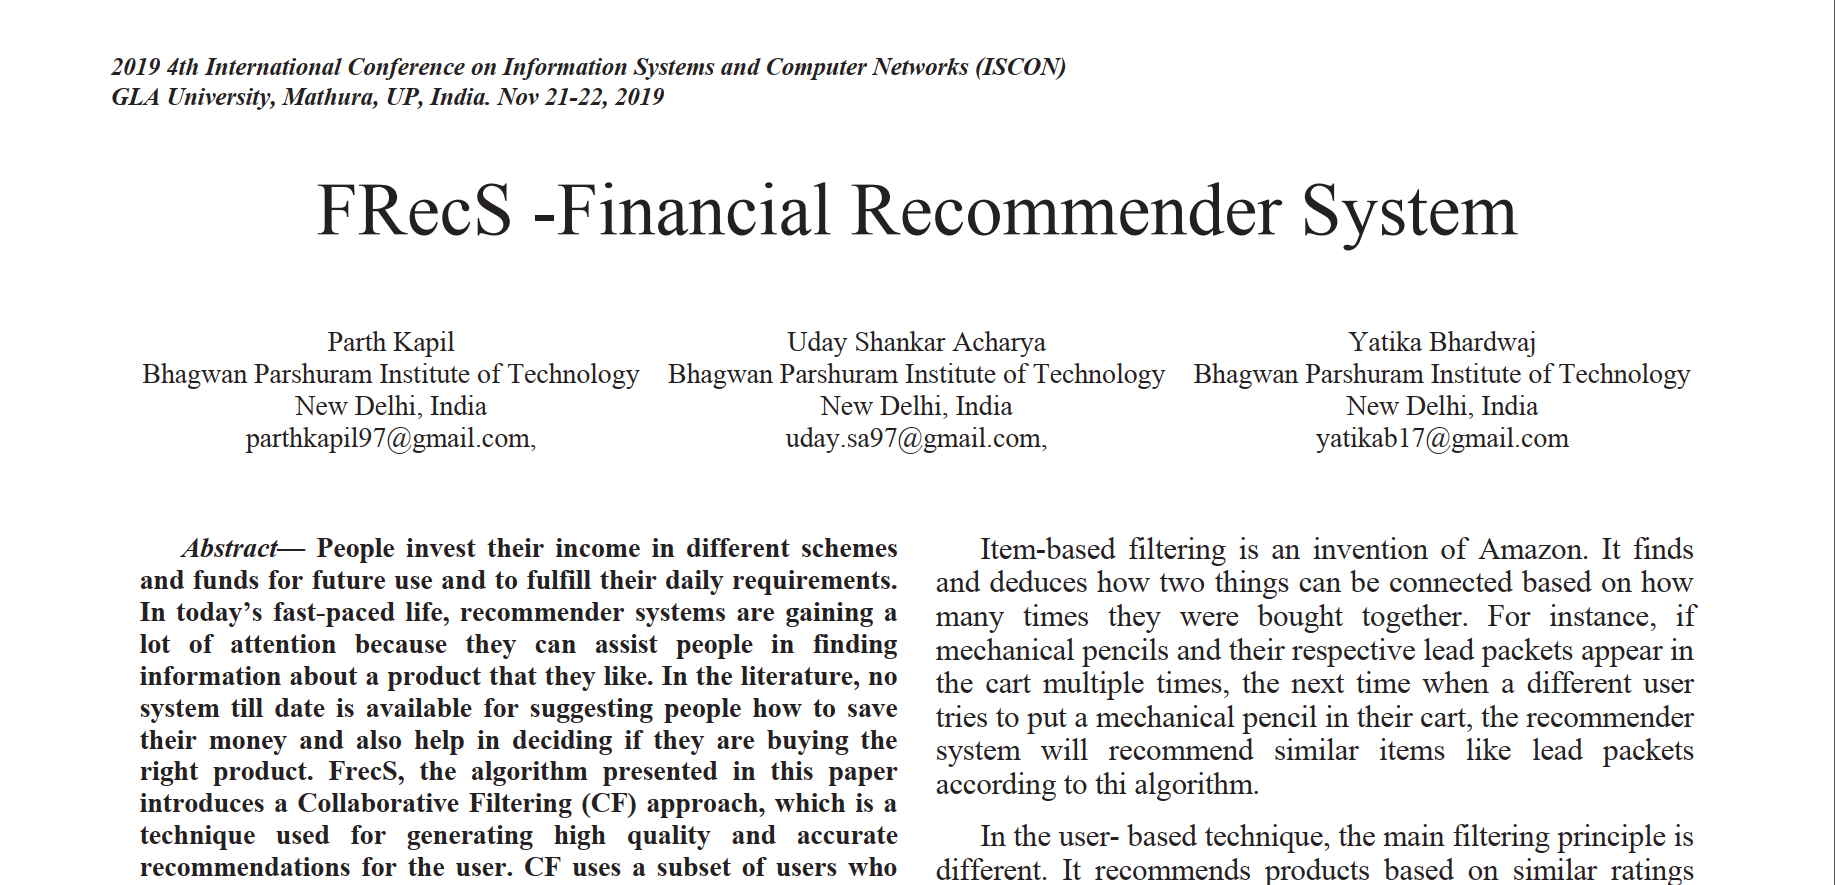 2019 4th International Conference on Information Systems and Computer Networks (ISCON)
GLA University, Mathura, UP, India. Nov 21-22, 2019
FRecS -Financial Recommender System
Parth Kapil
Bhagwan Parshuram Institute of Technology
New Delhi, India
parthkapil97@gmail.com,
Uday Shankar Acharya
Bhagwan Parshuram Institute of Technology
New Delhi, India
uday.sa97@gmail.com,
Yatika Bhardwaj
Bhagwan Parshuram Institute of Technology
New Delhi, India
yatikab17@gmail.com
Abstract— People invest their income in different schemes
and funds for future use and to fulfill their daily requirements.
In today’s fast-paced life, recommender systems are gaining a
lot of attention because they can assist people in finding
information about a product that they like. In the literature, no
system till date is available for suggesting people how to save
their money and also help in deciding if they are buying the
right product. FrecS, the algorithm presented in this paper
introduces a Collaborative Filtering (CF) approach, which is a
technique used for generating high quality and accurate
recommendations for the user. CF uses a subset of users who
Item-based filtering is an invention of Amazon. It finds
and deduces how two things can be connected based on how
many times they were bought together. For instance, if
mechanical pencils and their respective lead packets appear in
the cart multiple times, the next time when a different user
tries to put a mechanical pencil in their cart, the recommender
system will recommend similar items like lead packets
according to thi algorithm.
In the user- based technique, the main filtering principle is
different. It recommends products based on similar ratings